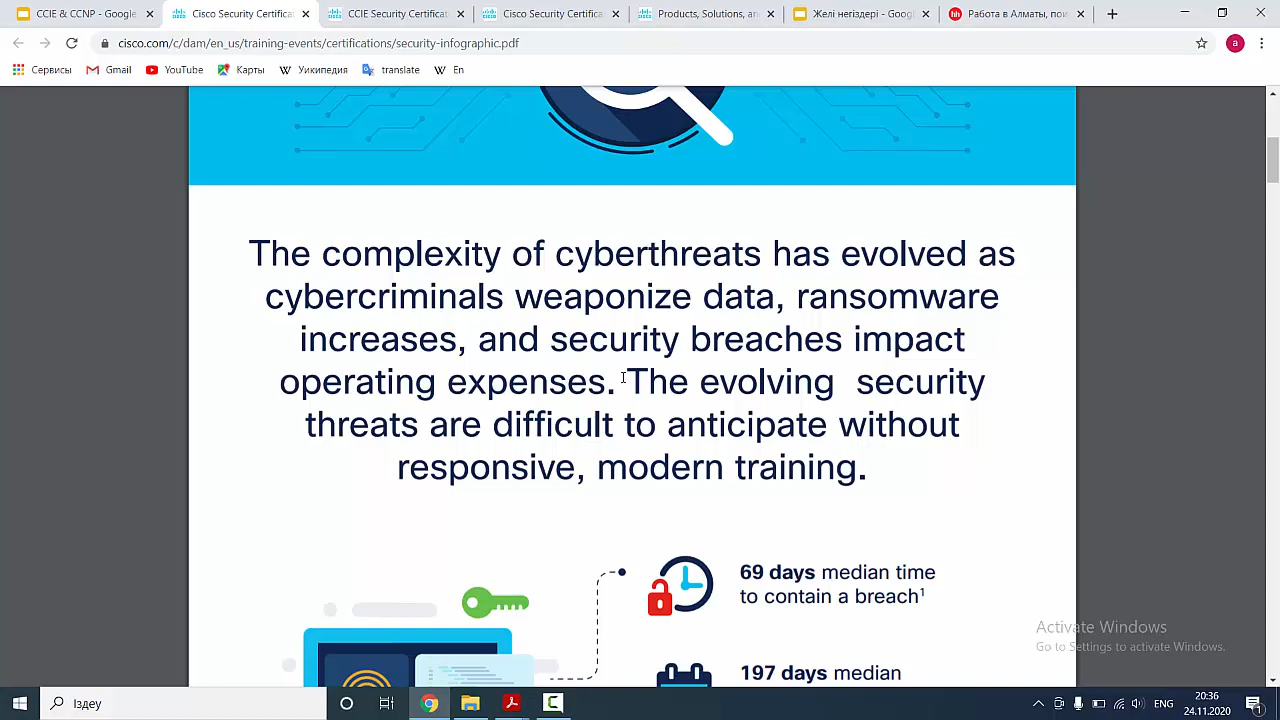 CCIE & CCNP - Google
Cisco Security Certificat
CCIE Security Certificat
Cisco Security Certificat
Products, Solutions, an
Желі негіздері - Googl
Работа в Алматы, пои
cisco.com/c/dam/en_us/training-events/certifications/security-infographic.pdf
a
Сервисы
Gmail
YouTube
Карты
Уикипедия
translate
En
The complexity of cyberthreats has evolved as
cybercriminals weaponize data, ransomware
increases, and security breaches impact
operating expenses. The evolving security
threats are difficult to anticipate without
responsive, modern training.
69 days median time
to contain a breach¹
197 days median
Activate Windows
Go to Settings to activate Windows.
Іздеу
ENG
20:36
24.11.2020